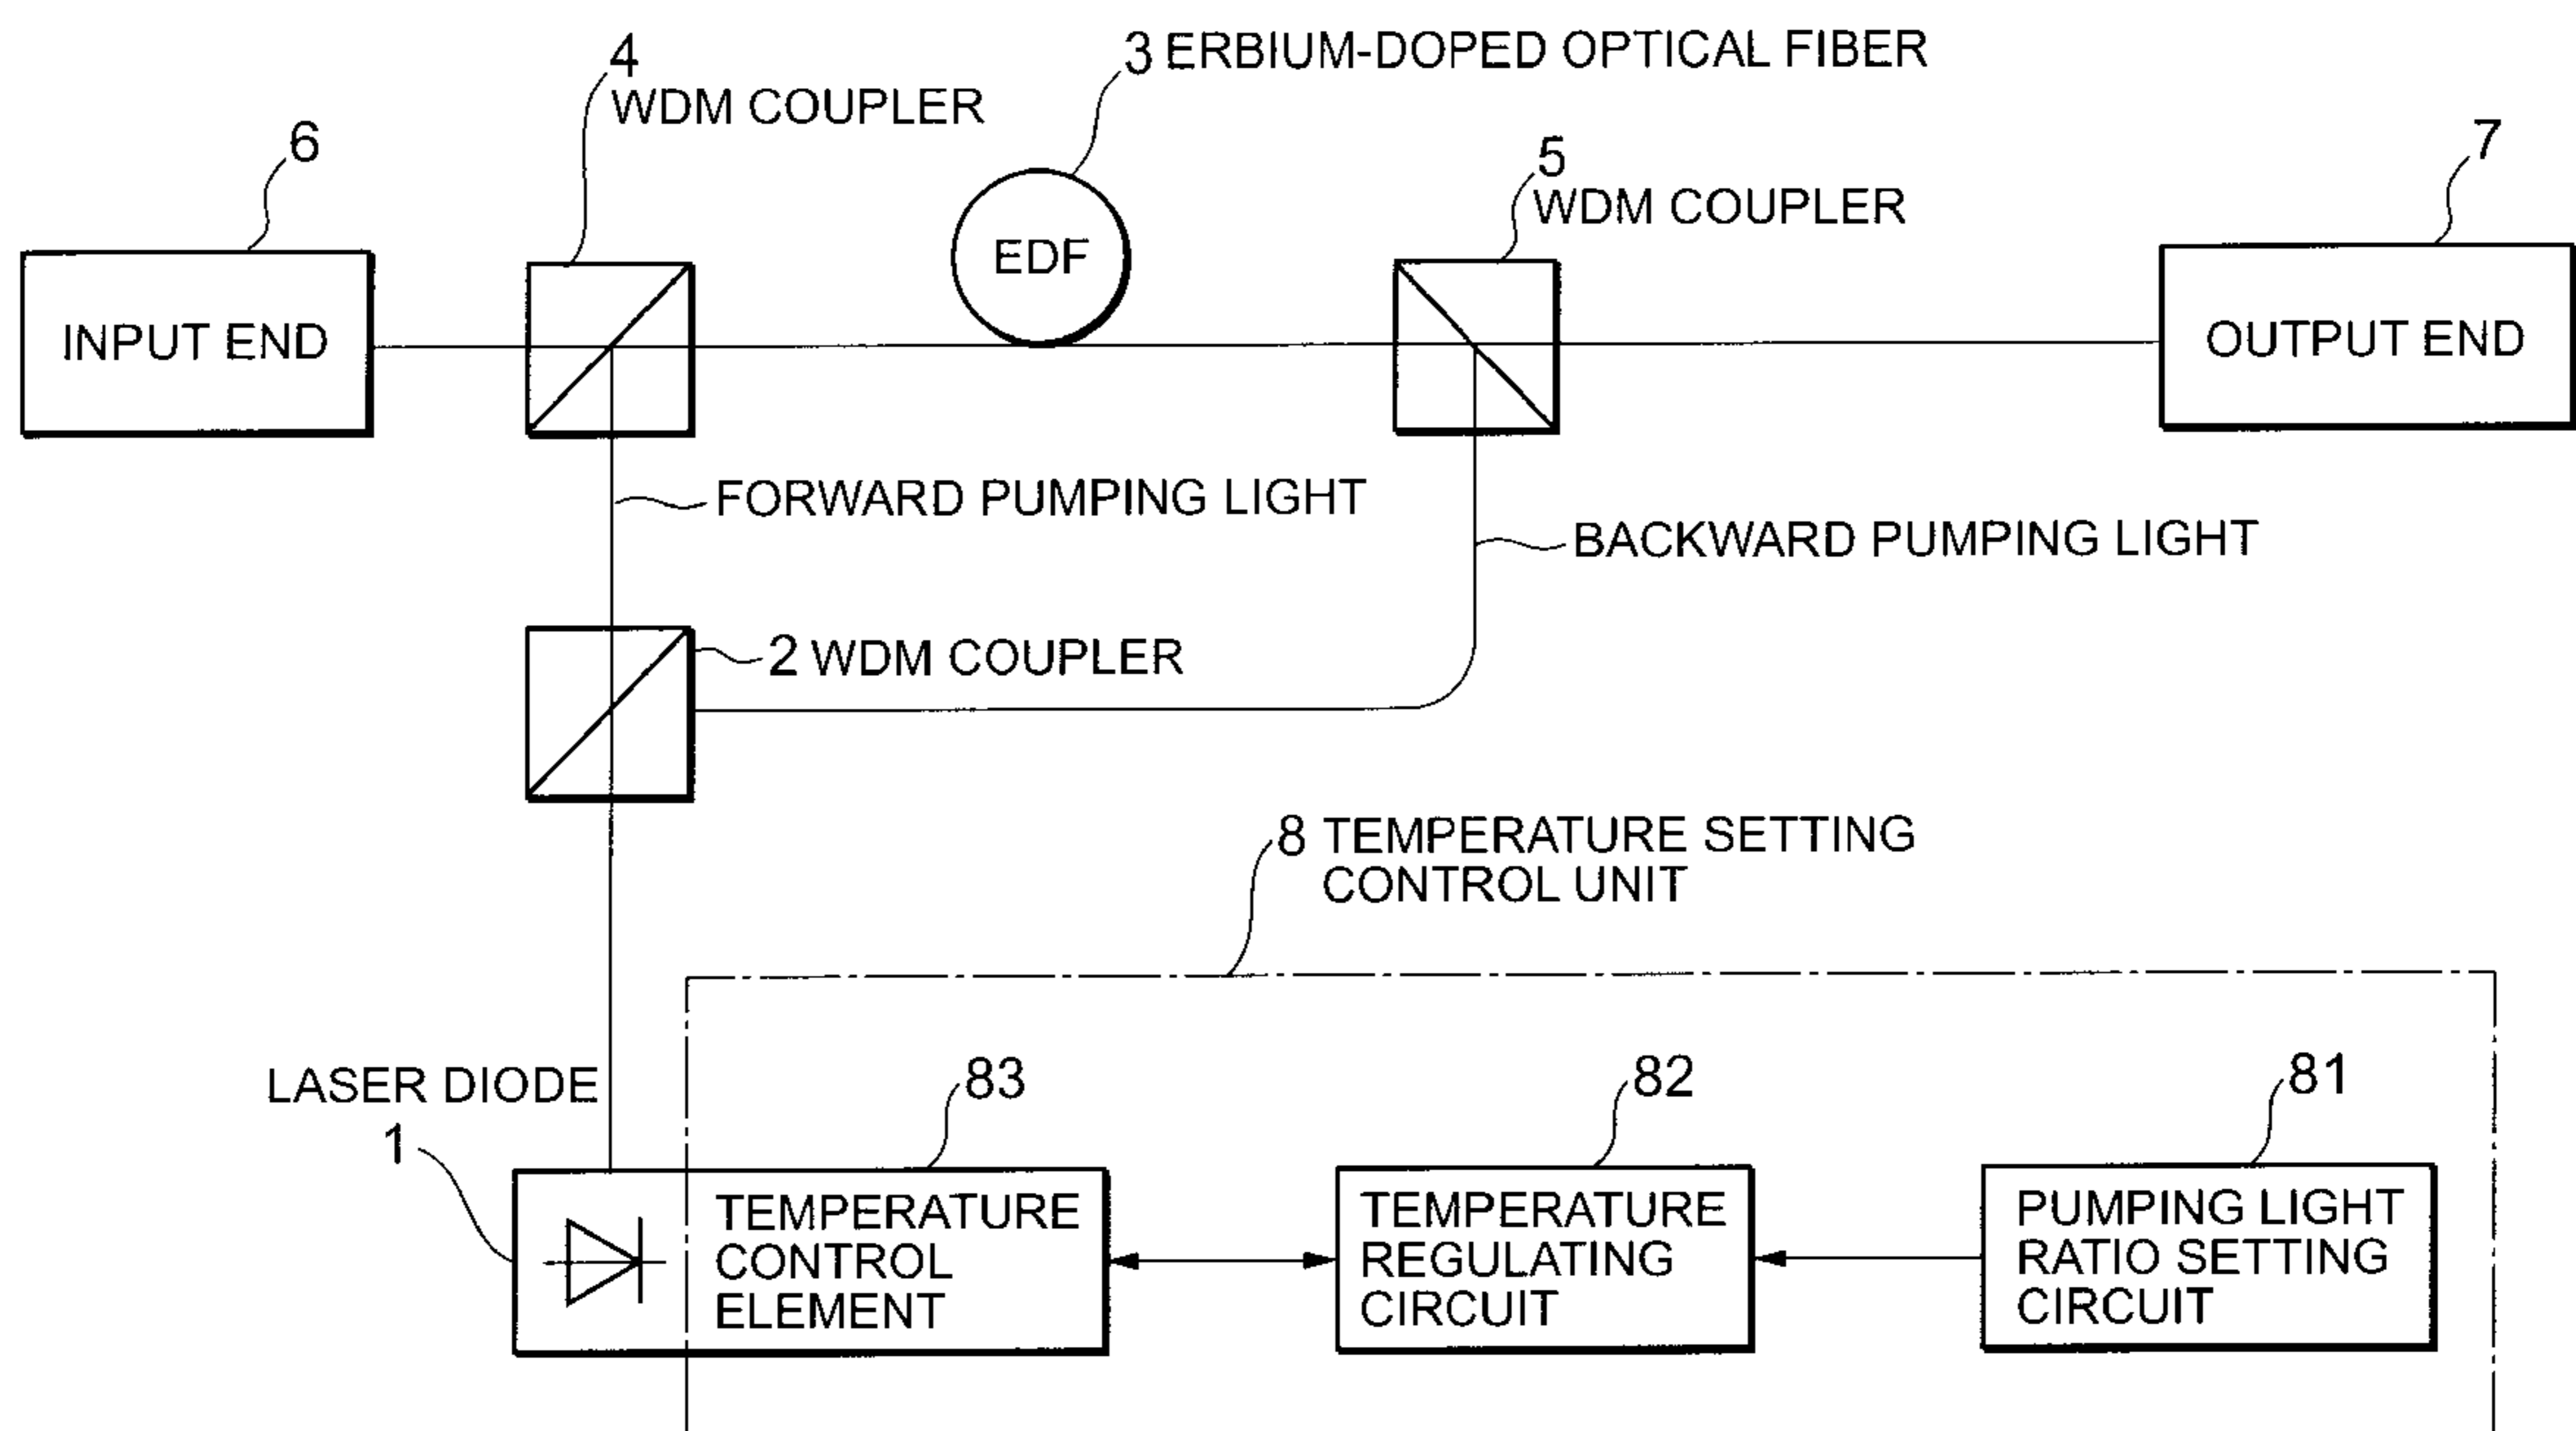 4
WDM COUPLER
3 ERBIUM-DOPED OPTICAL FIBER
6
5
WDM COUPLER
7
INPUT END
EDF
OUTPUT END
FORWARD PUMPING LIGHT
BACKWARD PUMPING LIGHT
2 WDM COUPLER
8 TEMPERATURE SETTING
CONTROL UNIT
LASER DIODE
1
83
82
81
TEMPERATURE
CONTROL
ELEMENT
TEMPERATURE
REGULATING
CIRCUIT
PUMPING LIGHT
RATIO SETTING
CIRCUIT